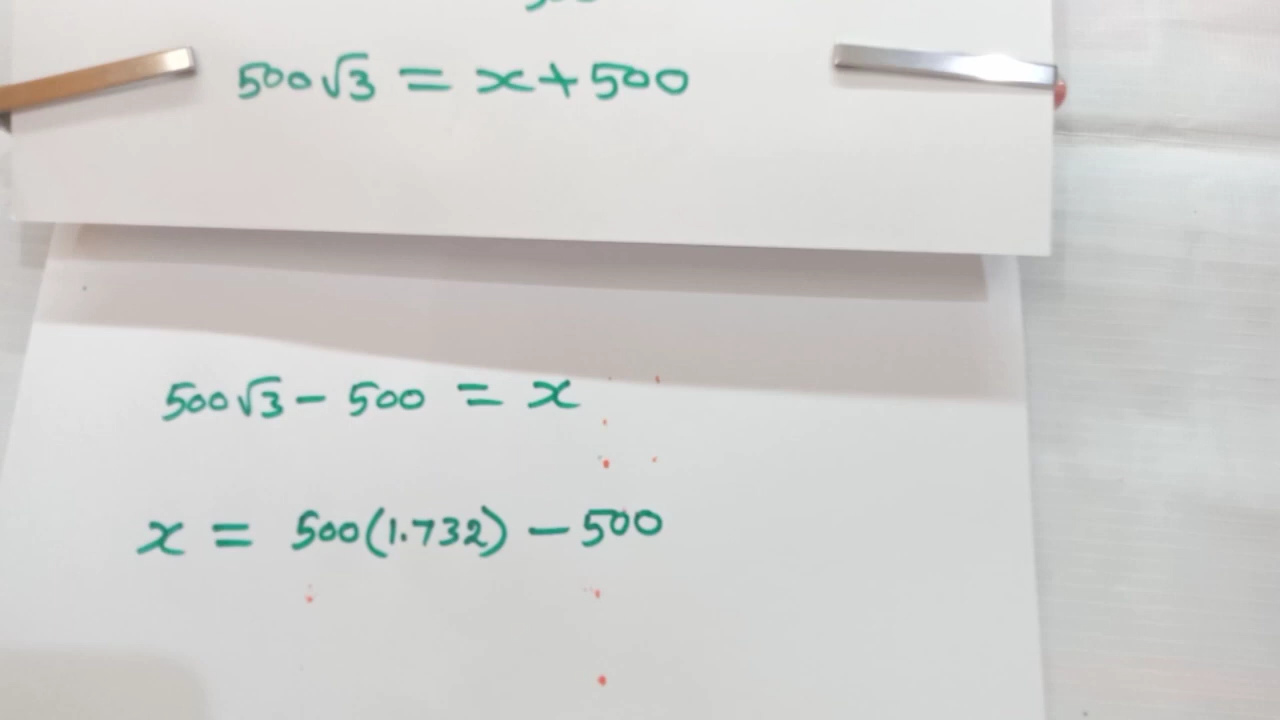 500√3 = x+500
500√3 - 500 = x
x = 500(1.732) - 500